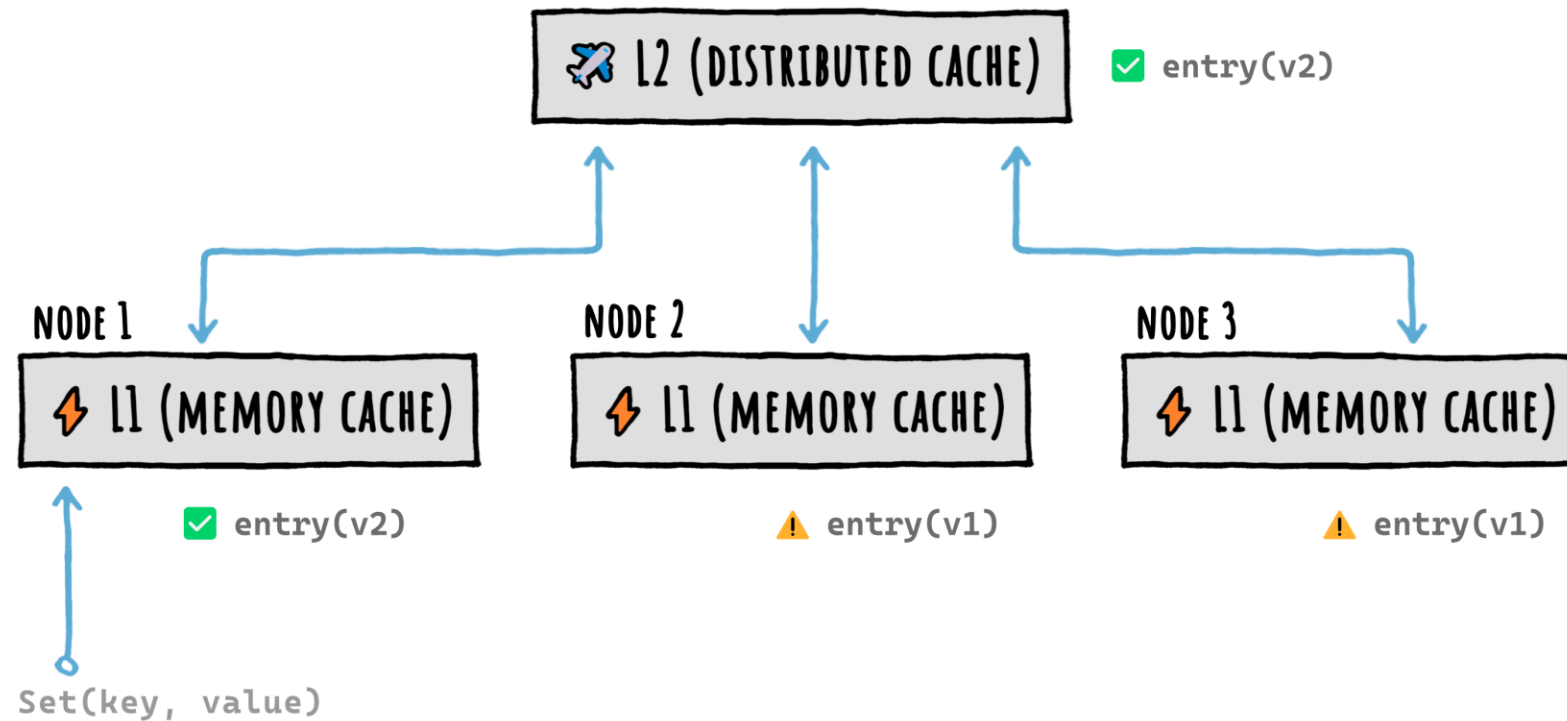 L2 (DISTRIBUTED CACHE)
entry(v2)
NODE 1
NODE 2
NODE 3
L1 (MEMORY CACHE)
L1 (MEMORY CACHE)
L1 (MEMORY CACHE)
entry(v2)
entry(v1)
entry(v1)
Set(key, value)